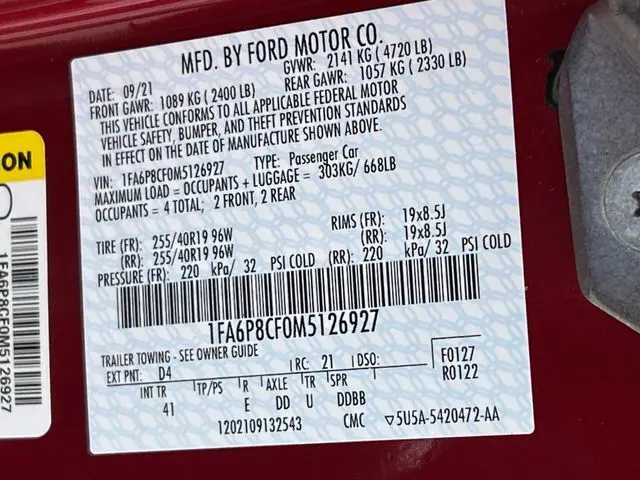 MFD. BY FORD MOTOR CO.
DATE: 09/21 GVWR: 2141 KG ( 4720 LB)
FRONT GAWR: 1089 KG ( 2400 LB) REAR GAWR: 1057 KG ( 2330 LB)
THIS VEHICLE CONFORMS TO ALL APPLICABLE FEDERAL MOTOR
VEHICLE SAFETY, BUMPER, AND THEFT PREVENTION STANDARDS
IN EFFECT ON THE DATE OF MANUFACTURE SHOWN ABOVE.
VIN: 1FA6P8CF0M5126927 TYPE: Passenger Car
MAXIMUM LOAD = OCCUPANTS + LUGGAGE = 303KG/ 668LB
OCCUPANTS = 4 TOTAL; 2 FRONT, 2 REAR
TIRE (FR): 255/40R19 96W RIMS (FR): 19x8.5J
(RR): 255/40R19 96W (RR): 19x8.5J
PRESSURE (FR): 220 kPa/ 32 PSI COLD (RR): 220 kPa/ 32 PSI COLD
1FA6P8CF0M5126927
TRAILER TOWING - SEE OWNER GUIDE
EXT PNT: D4 RC: 21 DSO: F0127
R0122
INT TR TP/PS R AXLE TR SPR
41 E DD U DDBB
1202109132543 CMC ▽5U5A-5420472-AA
ON
1FA6P8CF0M5126927